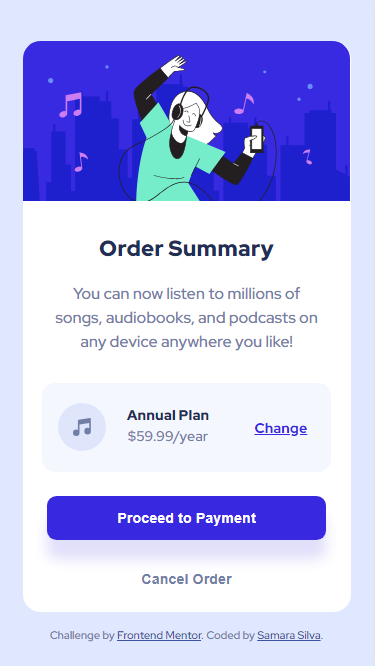 Order Summary
You can now listen to millions of
songs, audiobooks, and podcasts on
any device anywhere you like!
Annual Plan
$59.99/year
Change
Proceed to Payment
Cancel Order
Challenge by Frontend Mentor. Coded by Samara Silva.